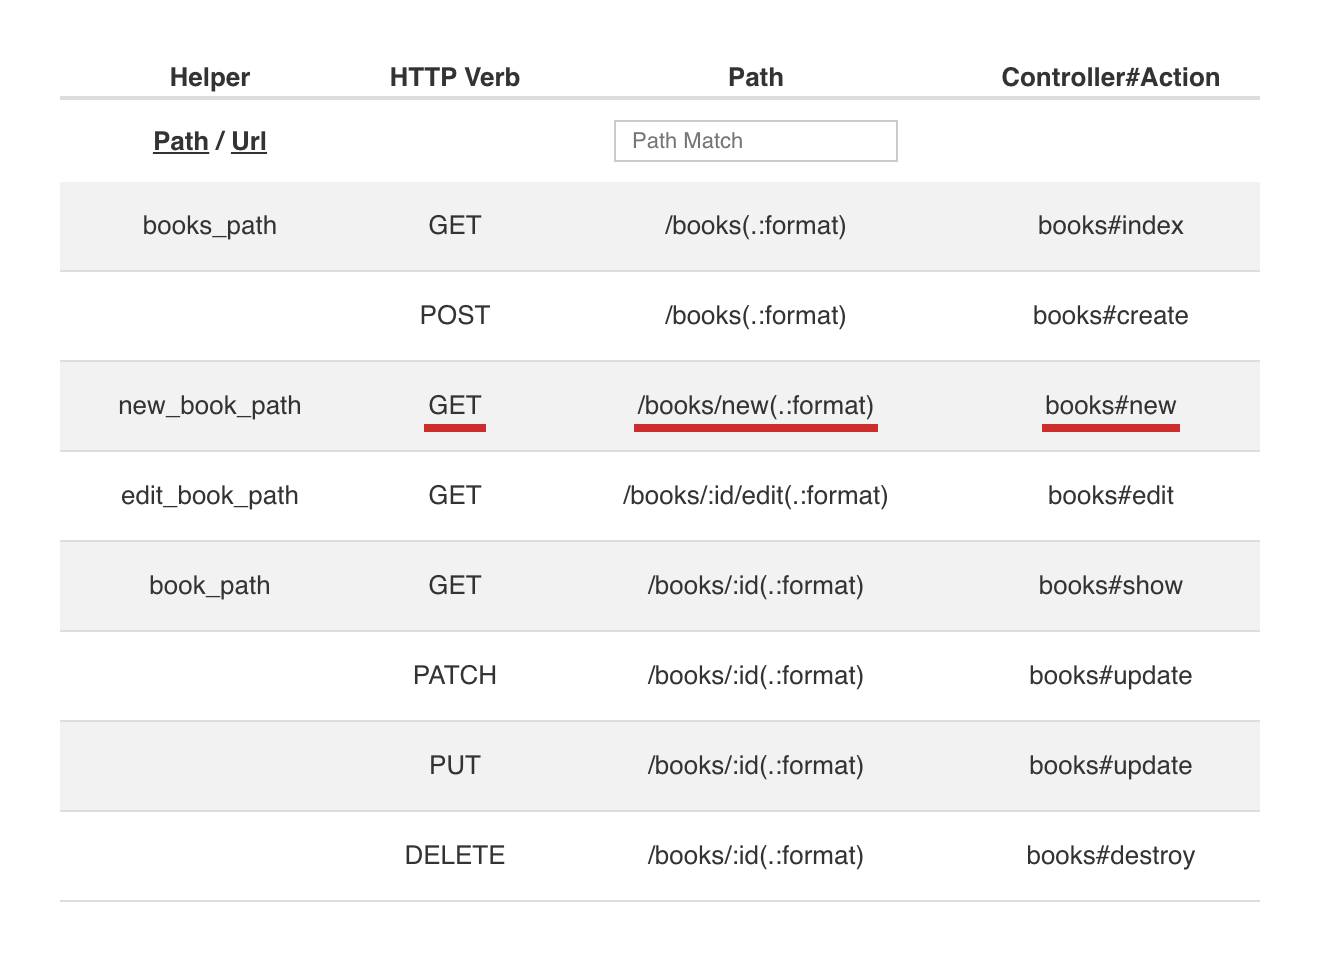 Helper HTTP Verb Path Controller#Action
Path / Url Path Match
books_path GET /books(.:format) books#index
POST /books(.:format) books#create
new_book_path GET /books/new(.:format) books#new
edit_book_path GET /books/:id/edit(.:format) books#edit
book_path GET /books/:id(.:format) books#show
PATCH /books/:id(.:format) books#update
PUT /books/:id(.:format) books#update
DELETE /books/:id(.:format) books#destroy